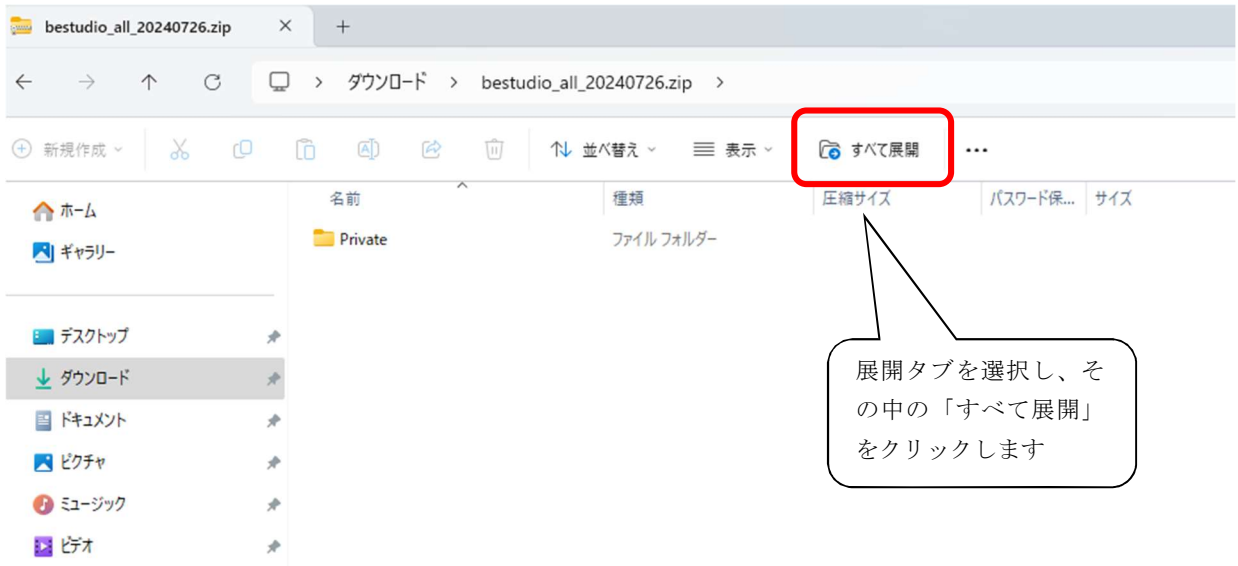 bestudio_all_20240726.zip
ダウンロード > bestudio_all_20240726.zip >
新規作成 並べ替え 表示 すべて展開 ...
名前 種類 圧縮サイズ パスワード保... サイズ
ホーム
Private ファイル フォルダー
ギャラリー
デスクトップ
ダウンロード
ドキュメント
ピクチャ
ミュージック
ビデオ
展開タブを選択し、そ
の中の「すべて展開」
をクリックします